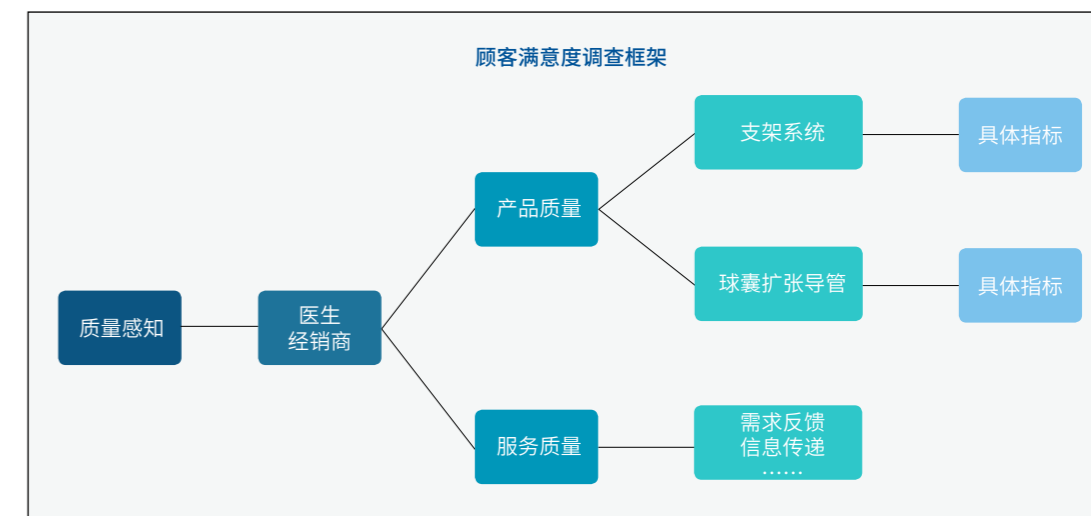 顾客满意度调查框架
支架系统
具体指标
产品质量
球囊扩张导管
具体指标
质量感知
医生
经销商
服务质量
需求反馈
信息传递
……